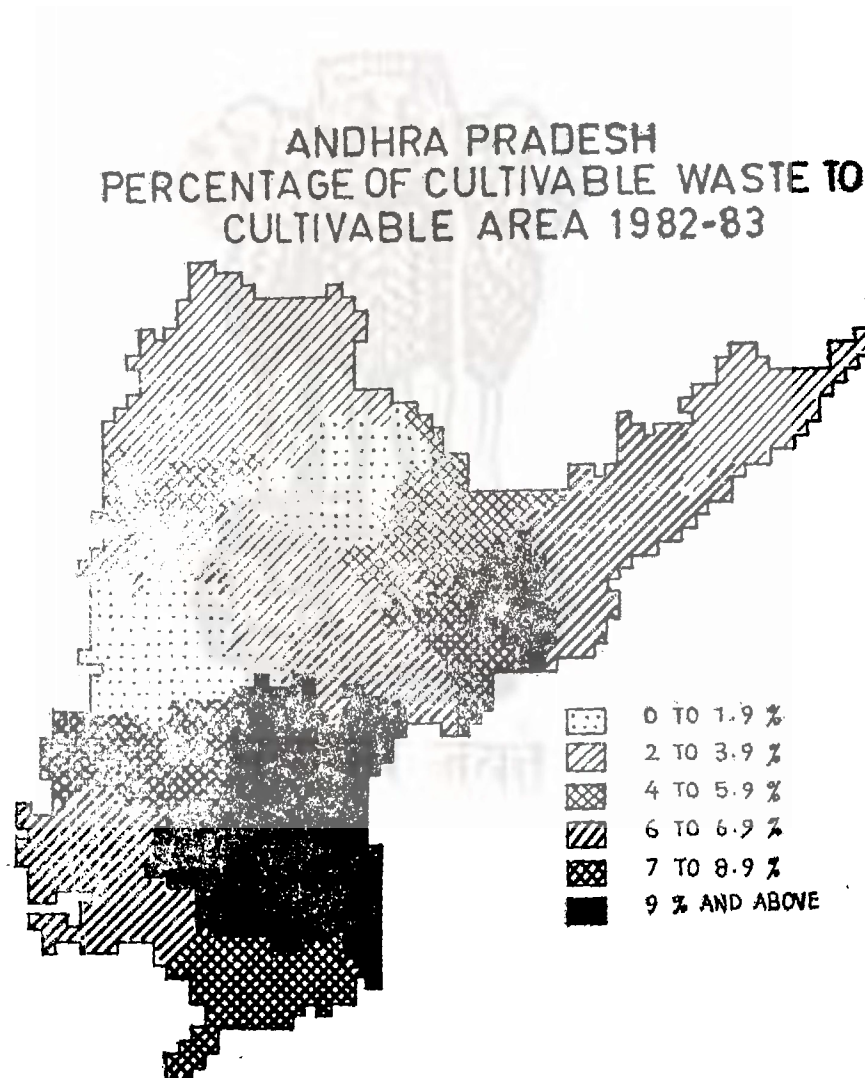 ANDHRA PRADESH
PERCENTAGE OF CULTIVABLE WASTE TO
CULTIVABLE AREA 1982-83
0 TO 1.9 %
2 TO 3.9 %
4 TO 5.9 %
6 TO 6.9 %
7 TO 8.9 %
9 % AND ABOVE